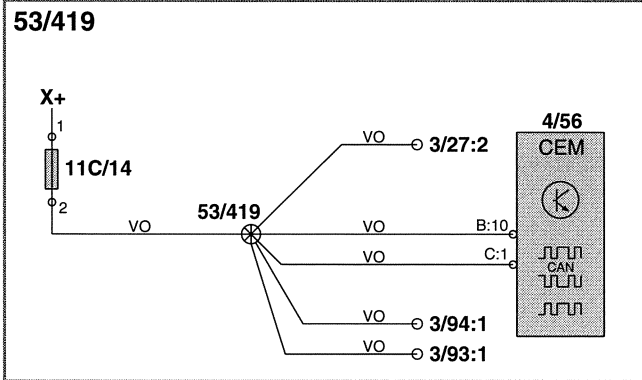 53/419
X+
1
11C/14
2
VO
53/419
VO
3/27:2
VO
B:10
VO
C:1
VO
3/94:1
VO
3/93:1
4/56
CEM
CAN